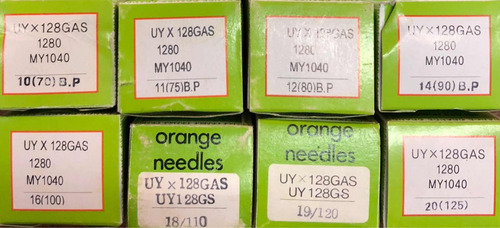 UY×128GAS
1280
MY1040
10(70)B.P
UY X 128GAS
1280
MY1040
11(75)B.P
UY X 128GAS
1280
MY1040
12(80)B.P
UY×128GAS
1280
MY1040
14(90)B.P
UY X 128GAS
1280
MY1040
16(100)
orange
needles
UY × 128GAS
UY128GS
18/110
orange
needles
UY × 128GAS
UY 128GS
19/120
UY×128GAS
1280
MY1040
20(125)